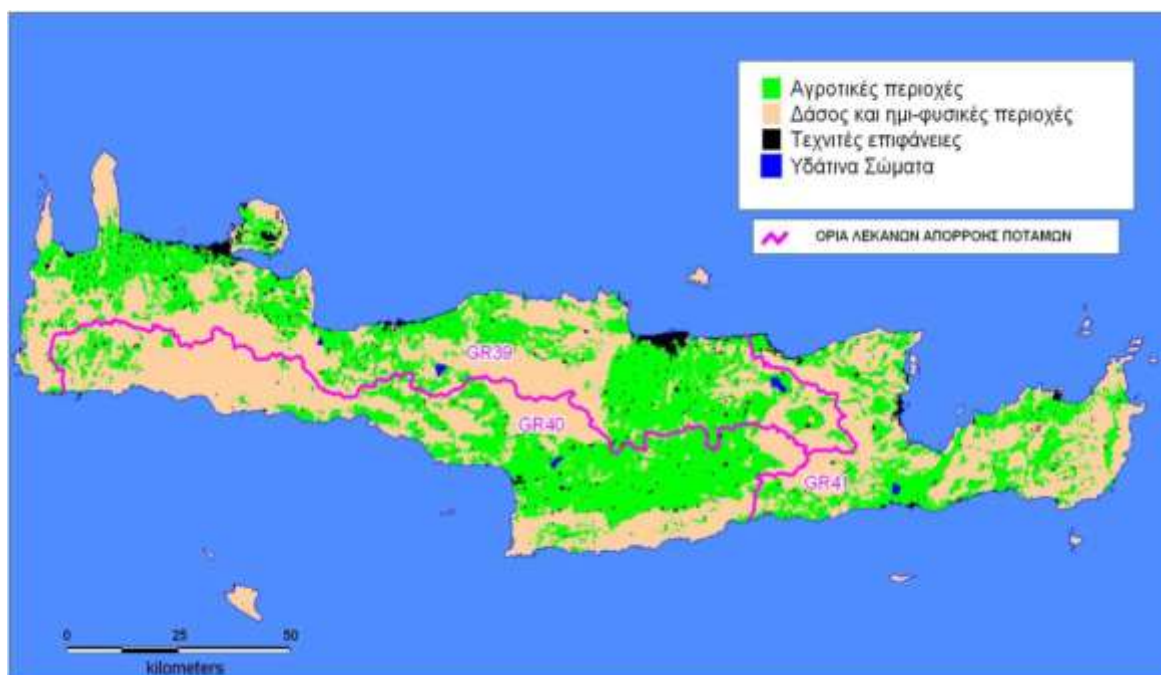 Αγροτικές περιοχές
Δάσος και ημι-φυσικές περιοχές
Τεχνιτές επιφάνειες
Υδάτινα Σώματα
ΟΡΙΑ ΛΕΚΑΝΩΝ ΑΠΟΡΡΟΗΣ ΠΟΤΑΜΩΝ
GR39
GR40
GR41
0 25 50
kilometers